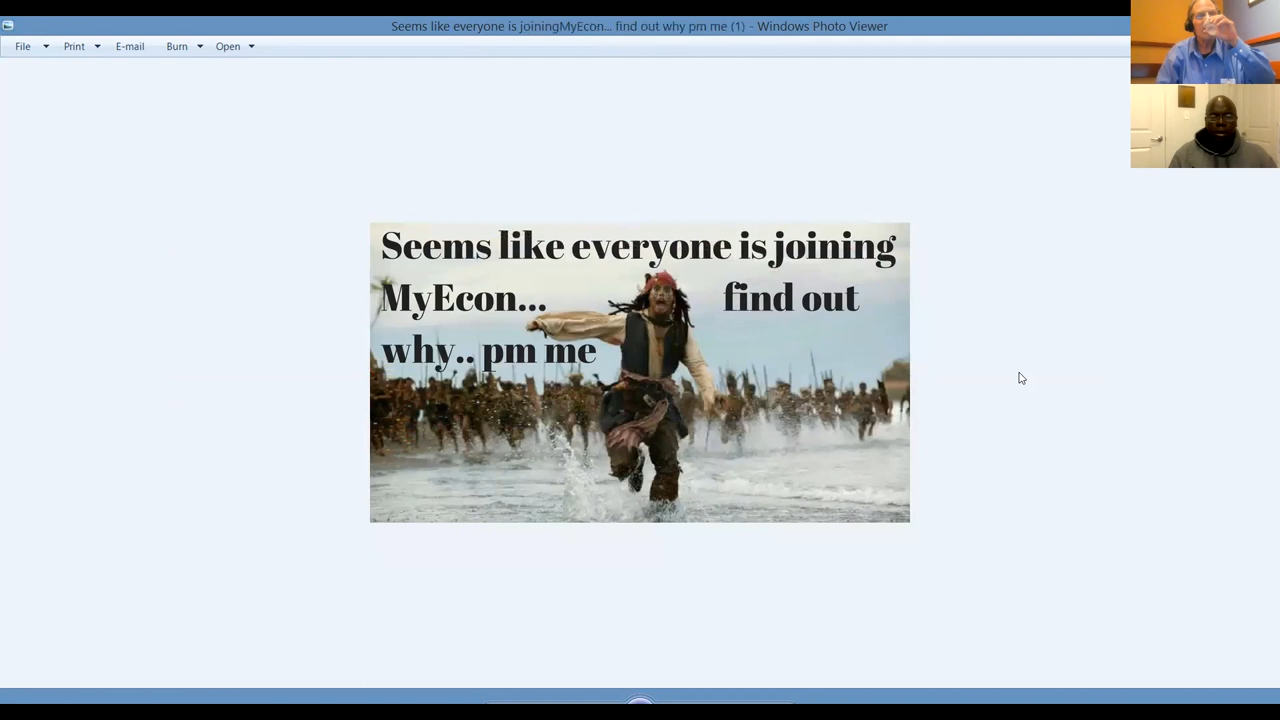 Seems like everyone is joiningMyEcon... find out why pm me (1) - Windows Photo Viewer
File Print E-mail Burn Open
Seems like everyone is joining
MyEcon... find out
why.. pm me